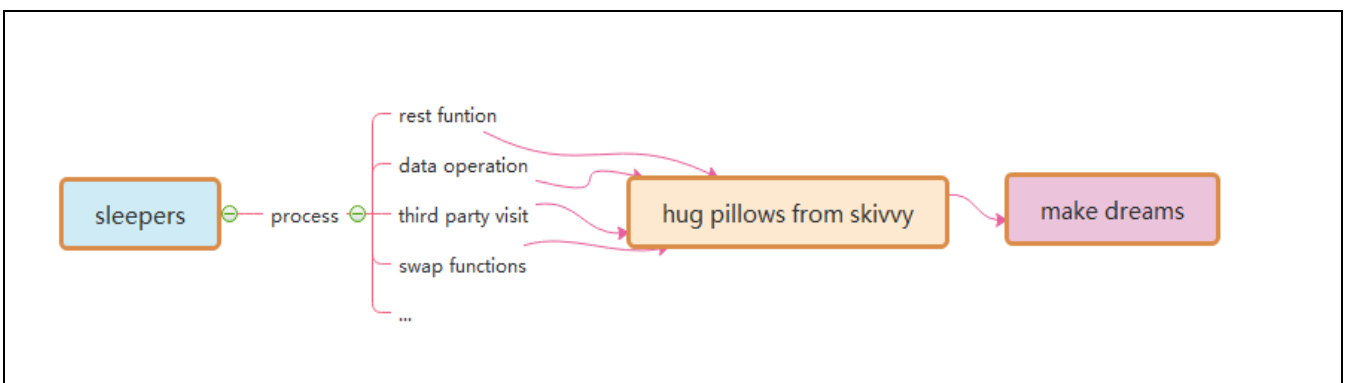 sleepers
process
rest funtion
data operation
third party visit
swap functions
...
hug pillows from skivvy
make dreams